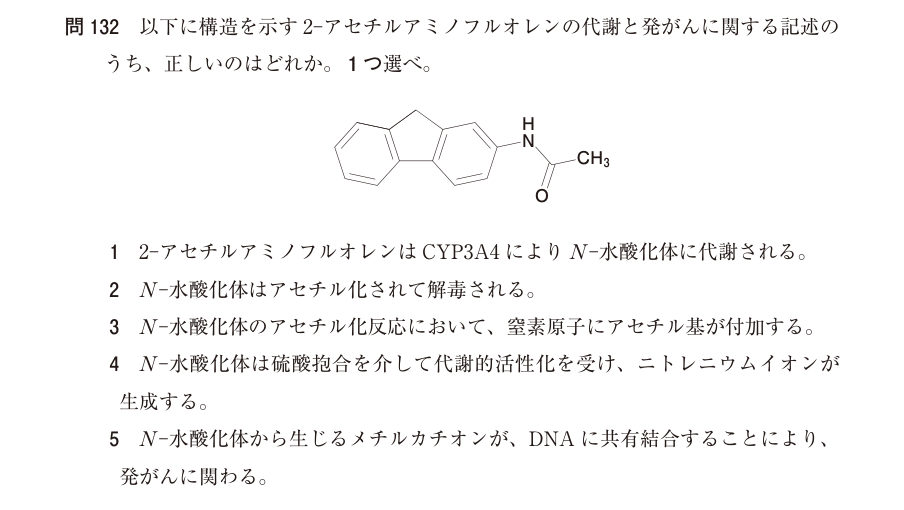 問 132 以下に構造を示す 2-アセチルアミノフルオレンの代謝と発がんに関する記述の
うち、正しいのはどれか。1つ選べ。
H
N
CH₃
O
1 2-アセチルアミノフルオレンは CYP3A4 により N-水酸化体に代謝される。
2 N-水酸化体はアセチル化されて解毒される。
3 N-水酸化体のアセチル化反応において、窒素原子にアセチル基が付加する。
4 N-水酸化体は硫酸抱合を介して代謝的活性化を受け、ニトレニウムイオンが
生成する。
5 N-水酸化体から生じるメチルカチオンが、DNA に共有結合することにより、
発がんに関わる。